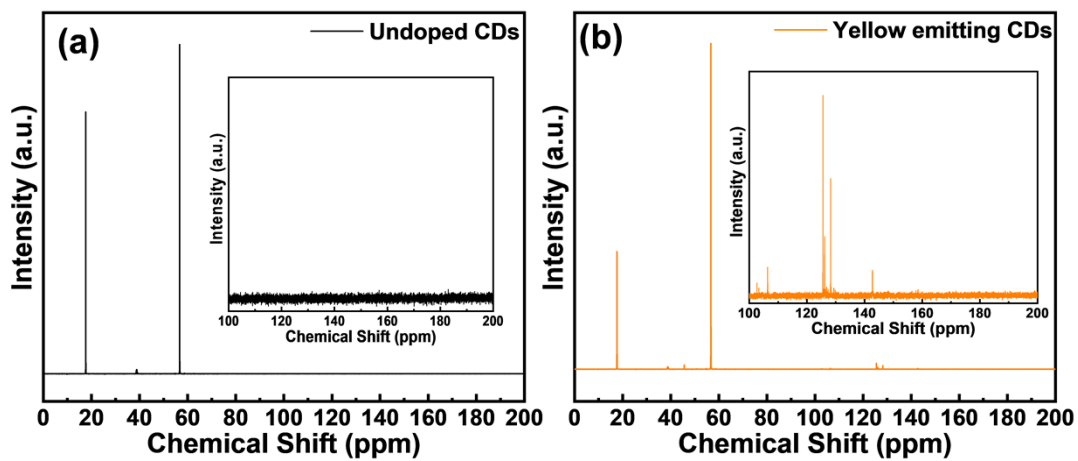 (a)
Undoped CDs
Intensity (a.u.)
Intensity (a.u.)
100 120 140 160 180 200
Chemical Shift (ppm)
0 20 40 60 80 100 120 140 160 180 200
Chemical Shift (ppm)
(b)
Yellow emitting CDs
Intensity (a.u.)
Intensity (a.u.)
100 120 140 160 180 200
Chemical Shift (ppm)
0 20 40 60 80 100 120 140 160 180 200
Chemical Shift (ppm)